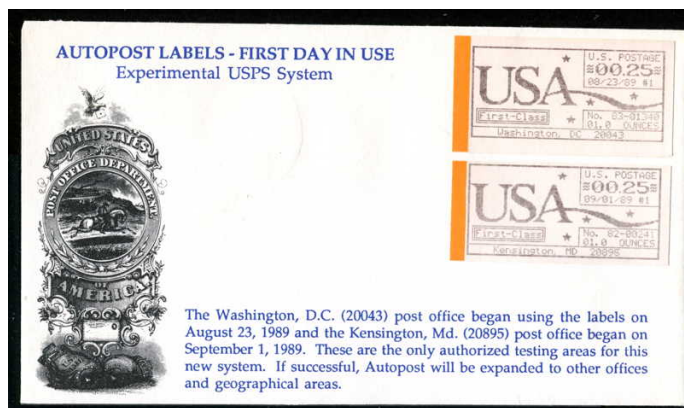 AUTOPOST LABELS - FIRST DAY IN USE
Experimental USPS System
UNITED STATES
POST OFFICE DEPARTMENT
OF
AMERICA
U.S. POSTAGE
00.25
08/23/89 #1
USA
First-Class
No. 83-01340
01.0 OUNCES
Washington, DC 20043
U.S. POSTAGE
00.25
09/01/89 #1
USA
First-Class
No. 82-00241
01.0 OUNCES
Kensington, MD 20895
The Washington, D.C. (20043) post office began using the labels on
August 23, 1989 and the Kensington, Md. (20895) post office began on
September 1, 1989. These are the only authorized testing areas for this
new system. If successful, Autopost will be expanded to other offices
and geographical areas.